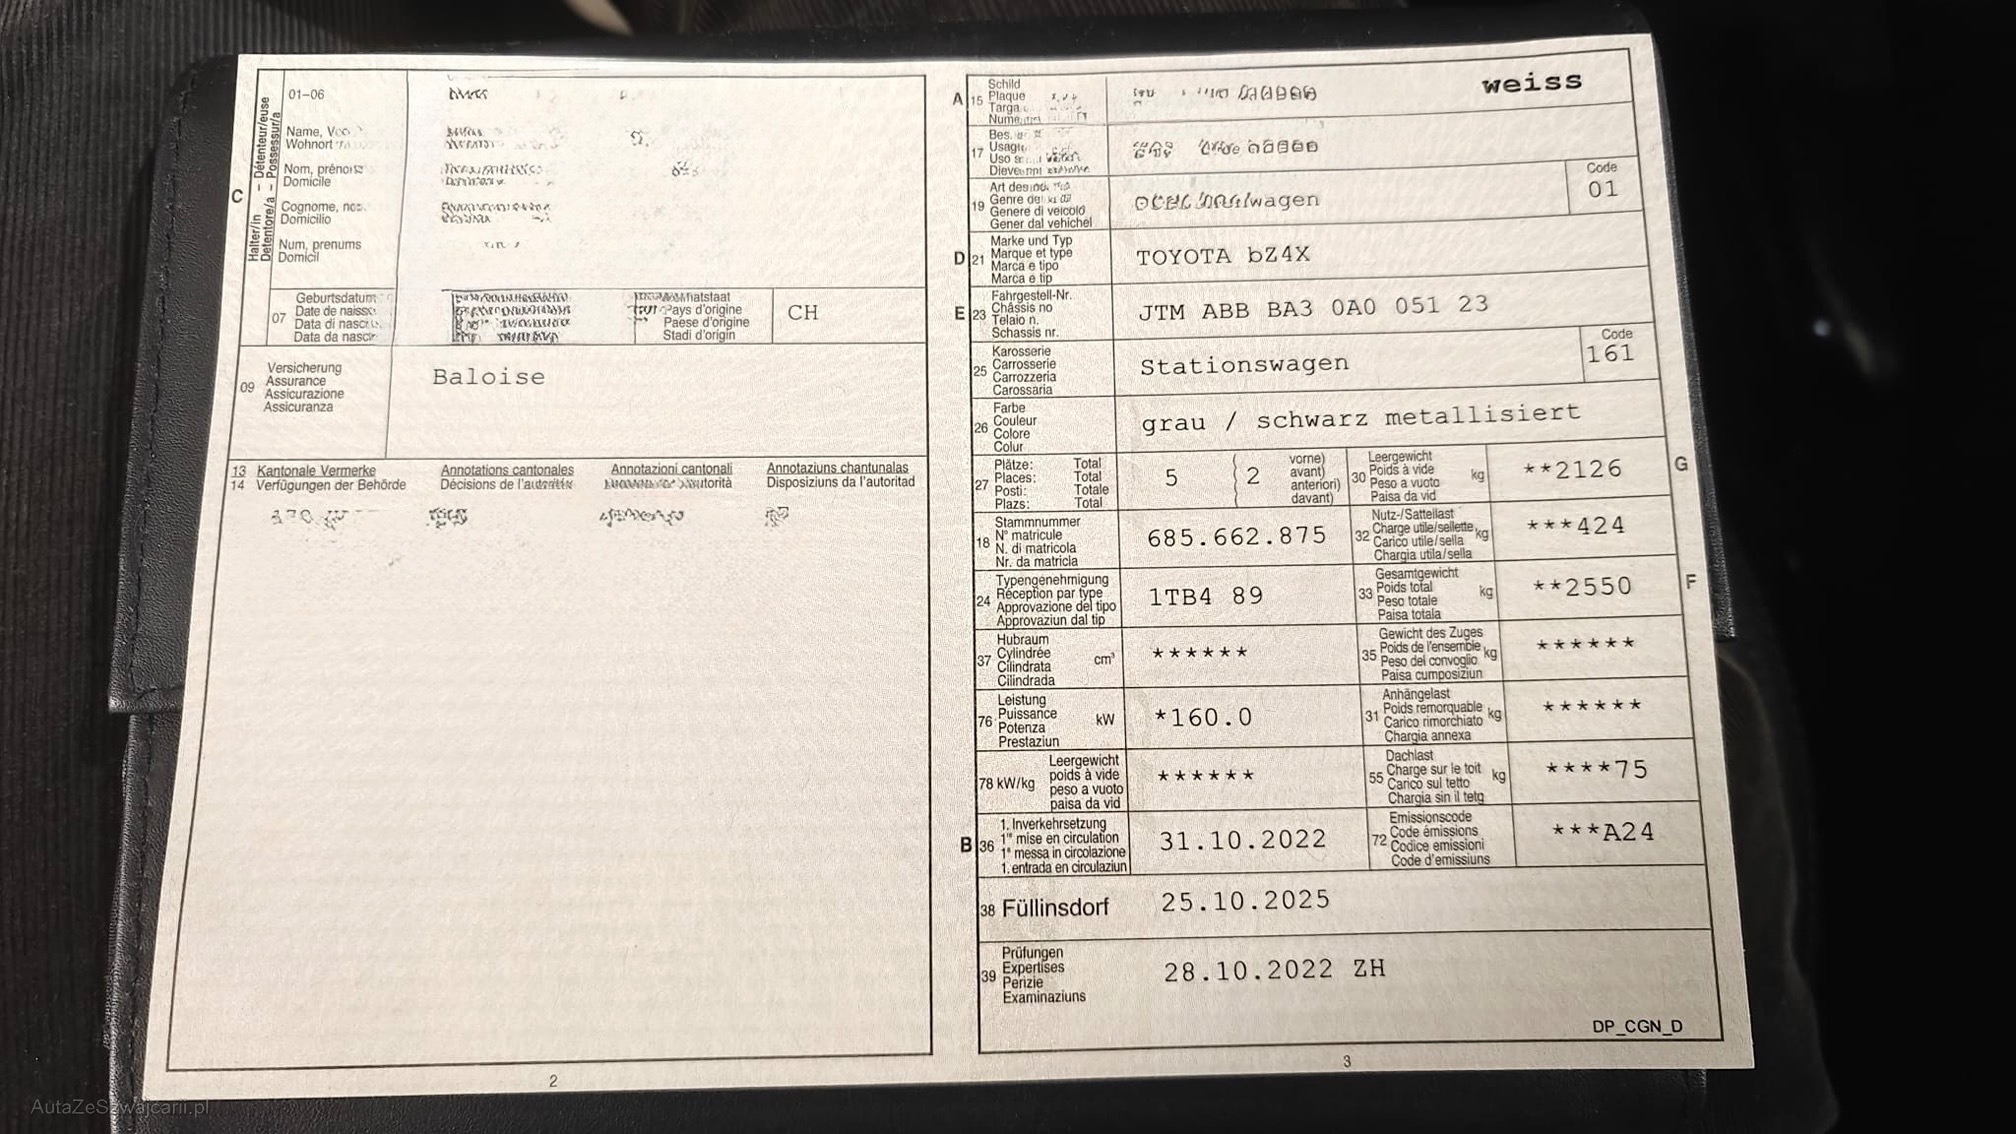 C
Halter/in – Détenteur/euse
Detentore/a – Possessur/a
01–06
Name,
Wohnort
Nom, prénoms
Domicile
Cognome,
Domicilio
Num, prenums
Domicil
07
Geburtsdatum
Date de
Data di
Data da
Pays d'origine
Paese d'origine
Stadi d'origin
CH
09
Versicherung
Assurance
Assicurazione
Assicuranza
Baloise
13 Kantonale Vermerke Annotations cantonales Annotazioni cantonali Annotaziuns chantunalas
14 Verfügungen der Behörde Décisions de l'autorité Disposiziuns da l'autoritad
2
A 15
Schild
Plaque
Targa
weiss
17
Uso
19
Genere di veicolo
Gener dal vehichel
Code
01
D 21
Marke und Typ
Marque et type
Marca e tipo
Marca e tip
TOYOTA bZ4X
E 23
Fahrgestell-Nr.
Châssis no
Telaio n.
Schassis nr.
JTM ABB BA3 0A0 051 23
25
Karosserie
Carrosserie
Carrozzeria
Carossaria
Stationswagen
Code
161
26
Farbe
Couleur
Colore
Colur
grau / schwarz metallisiert
27
Plätze: Total
Places: Total
Posti: Totale
Plazs: Total
5
2
vorne)
avant)
anteriori)
davant)
30
Leergewicht
Poids à vide
Peso a vuoto
Paisa da vid
kg
**2126
G
18
Stammnummer
N° matricule
N. di matricola
Nr. da matricla
685.662.875
32
Nutz-/Sattellast
Charge utile/sellette
Carico utile/sella
Chargia utila/sella
kg
***424
24
Typengenehmigung
Réception par type
Approvazione del tipo
Approvaziun dal tip
1TB4 89
33
Gesamtgewicht
Poids total
Peso totale
Paisa totala
kg
**2550
F
37
Hubraum
Cylindrée
Cilindrata
Cilindrada
cm³
******
35
Gewicht des Zuges
Poids de l'ensemble
Peso del convoglio
Paisa cumposiziun
kg
******
76
Leistung
Puissance
Potenza
Prestaziun
kW
*160.0
31
Anhängelast
Poids remorquable
Carico rimorchiato
Chargia annexa
kg
******
78 kW/kg
Leergewicht
poids à vide
peso a vuoto
paisa da vid
******
55
Dachlast
Charge sur le toit
Carico sul tetto
Chargia sin il tetg
kg
****75
B 36
1. Inverkehrsetzung
1re mise en circulation
1a messa in circolazione
1. entrada en circulaziun
31.10.2022
72
Emissionscode
Code émissions
Codice emissioni
Code d'emissiuns
***A24
38 Füllinsdorf
25.10.2025
39
Prüfungen
Expertises
Perizie
Examinaziuns
28.10.2022 ZH
DP_CGN_D
3
AutaZeSzwajcarii.pl